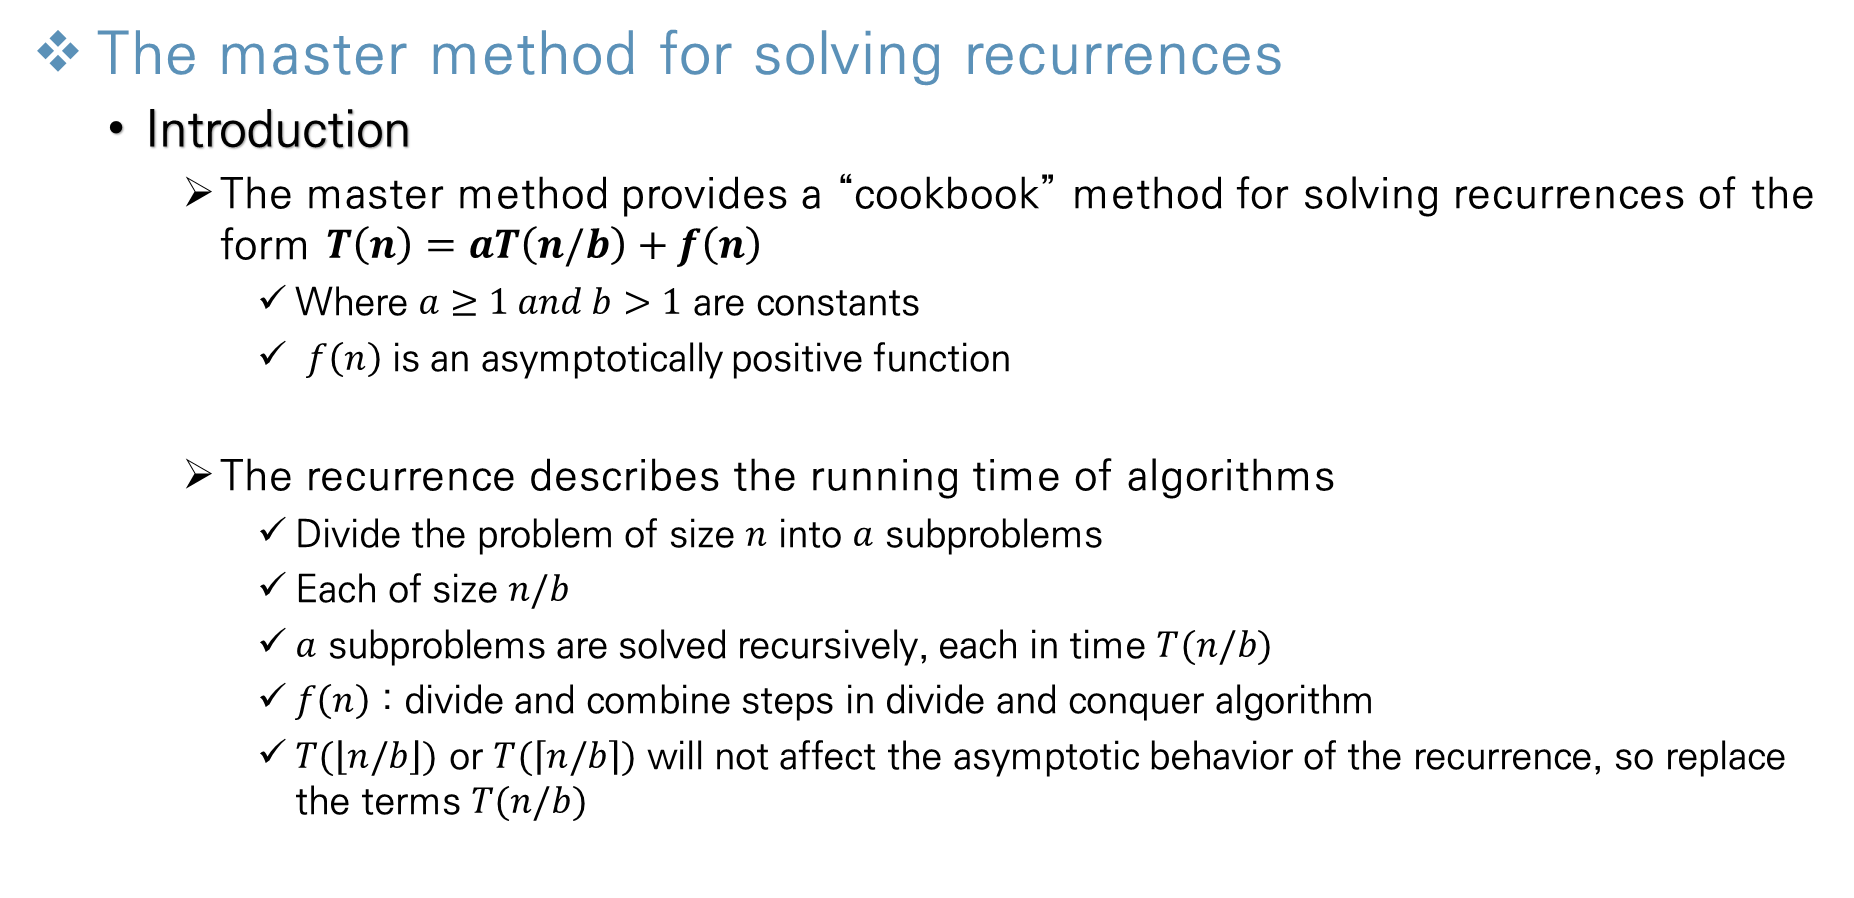 ❖ The master method for solving recurrences
• Introduction
➢ The master method provides a “cookbook” method for solving recurrences of the
form T(n) = aT(n/b) + f(n)
✓ Where a ≥ 1 and b > 1 are constants
✓ f(n) is an asymptotically positive function
➢ The recurrence describes the running time of algorithms
✓ Divide the problem of size n into a subproblems
✓ Each of size n/b
✓ a subproblems are solved recursively, each in time T(n/b)
✓ f(n) : divide and combine steps in divide and conquer algorithm
✓ T(⌊n/b⌋) or T(⌈n/b⌉) will not affect the asymptotic behavior of the recurrence, so replace
the terms T(n/b)